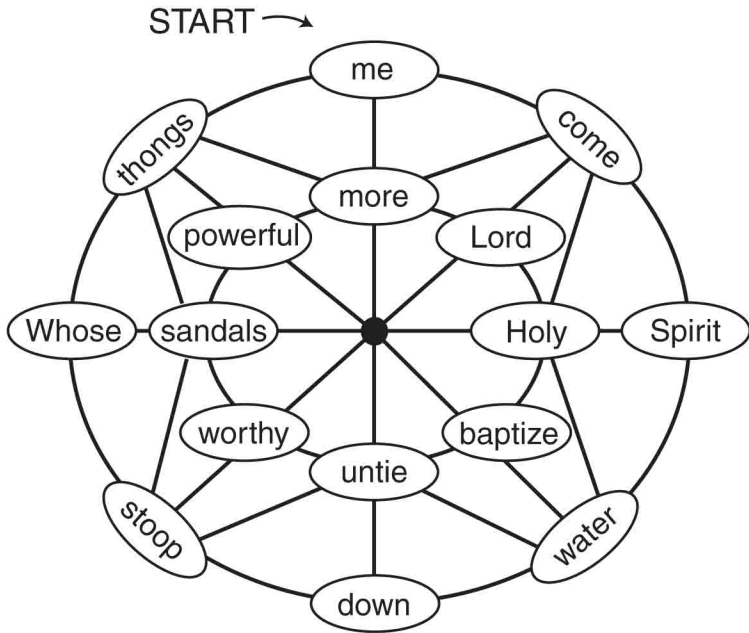 START
me
thongs
come
more
powerful
Lord
Whose
sandals
Holy
Spirit
worthy
baptize
untie
stoop
water
down